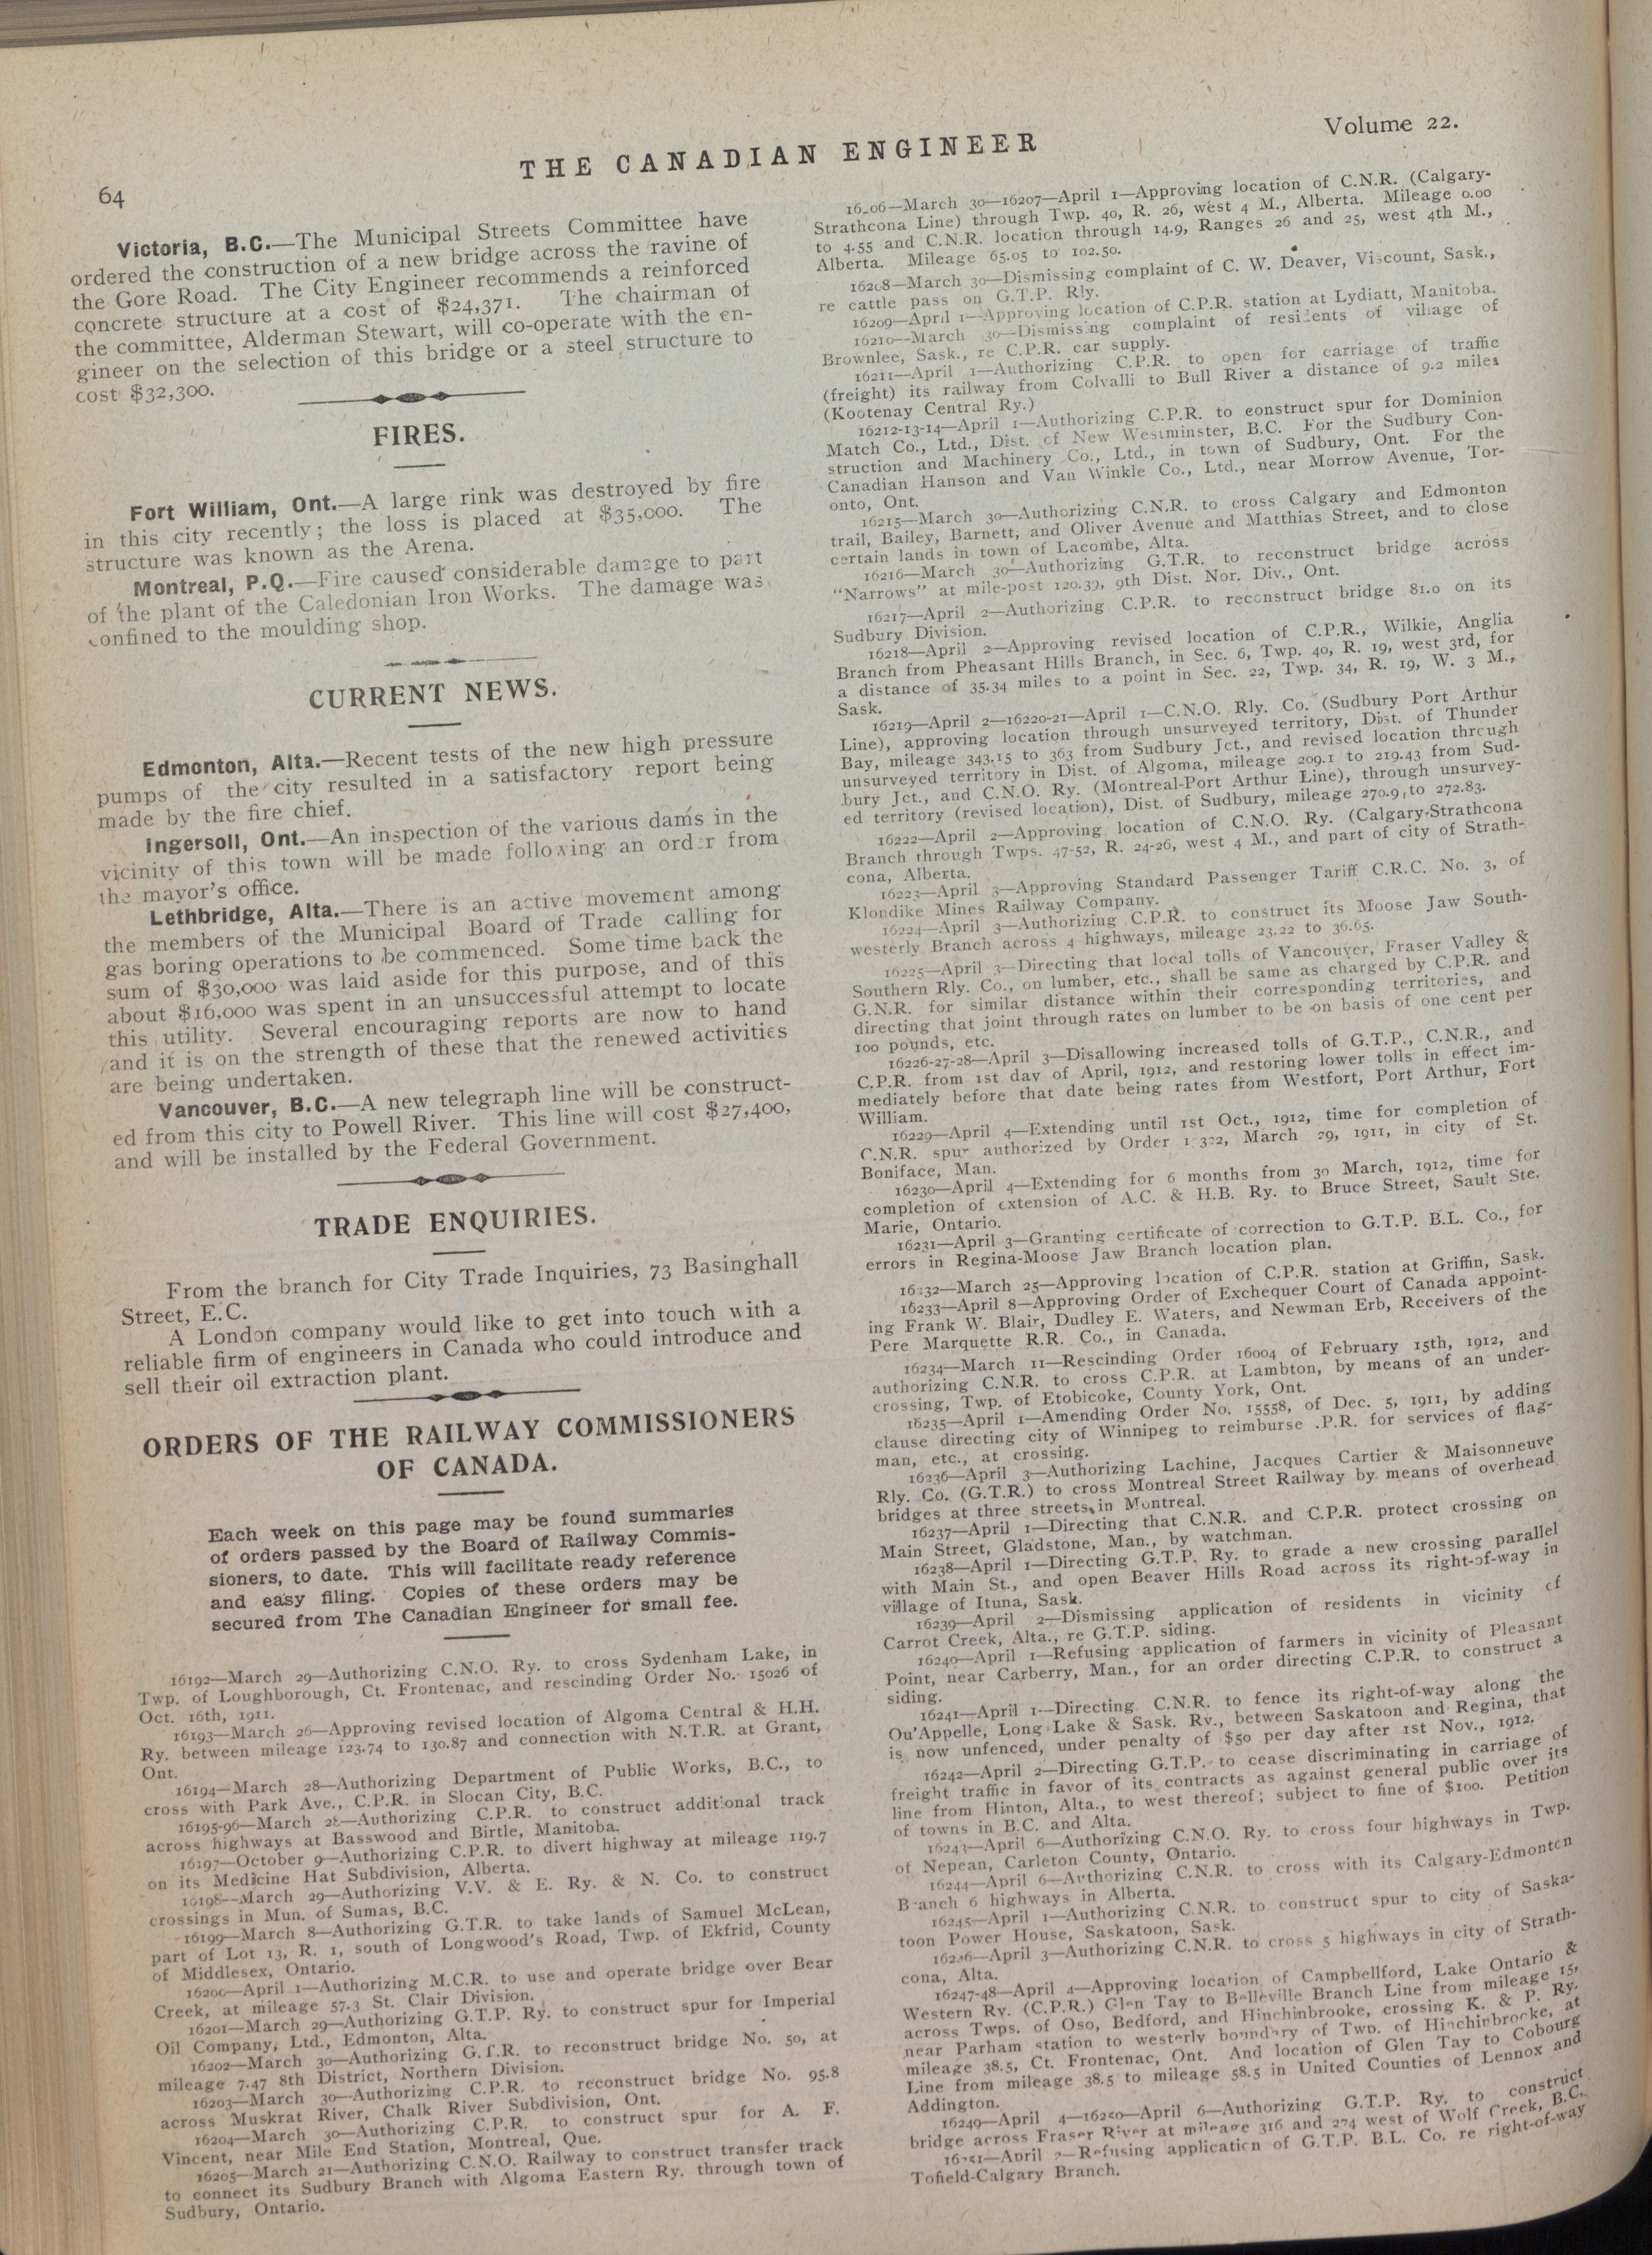 64
THE CANADIAN ENGINEER
Volume 22.
Victoria, B.C.—The Municipal Streets Committee have
ordered the construction of a new bridge across the ravine of
the Gore Road. The City Engineer recommends a reinforced
concrete structure at a cost of $24,371. The chairman of
the committee, Alderman Stewart, will co-operate with the en-
gineer on the selection of this bridge or a steel structure to
cost $32,300.
FIRES.
Fort William, Ont.—A large rink was destroyed by fire
in this city recently; the loss is placed at $35,000. The
structure was known as the Arena.
Montreal, P.Q.—Fire caused considerable damage to part
of the plant of the Caledonian Iron Works. The damage was
confined to the moulding shop.
CURRENT NEWS.
Edmonton, Alta.—Recent tests of the new high pressure
pumps of the city resulted in a satisfactory report being
made by the fire chief.
Ingersoll, Ont.—An inspection of the various dams in the
vicinity of this town will be made following an order from
the mayor's office.
Lethbridge, Alta.—There is an active movement among
the members of the Municipal Board of Trade calling for
gas boring operations to be commenced. Some time back the
sum of $30,000 was laid aside for this purpose, and of this
about $16,000 was spent in an unsuccessful attempt to locate
this utility. Several encouraging reports are now to hand
and it is on the strength of these that the renewed activities
are being undertaken.
Vancouver, B.C.—A new telegraph line will be construct-
ed from this city to Powell River. This line will cost $27,400,
and will be installed by the Federal Government.
TRADE ENQUIRIES.
From the branch for City Trade Inquiries, 73 Basinghall
Street, E.C.
A London company would like to get into touch with a
reliable firm of engineers in Canada who could introduce and
sell their oil extraction plant.
ORDERS OF THE RAILWAY COMMISSIONERS
OF CANADA.
Each week on this page may be found summaries
of orders passed by the Board of Railway Commis-
sioners, to date. This will facilitate ready reference
and easy filing. Copies of these orders may be
secured from The Canadian Engineer for small fee.
16192—March 29—Authorizing C.N.O. Ry. to cross Sydenham Lake, in
Twp. of Loughborough, Ct. Frontenac, and rescinding Order No. 15026 of
Oct. 16th, 1911.
16193—March 26—Approving revised location of Algoma Central & H.H.
Ry. between mileage 123.74 to 130.87 and connection with N.T.R. at Grant,
Ont.
16194—March 28—Authorizing Department of Public Works, B.C., to
cross with Park Ave., C.P.R. in Slocan City, B.C.
16195-96—March 28—Authorizing C.P.R. to construct additional track
across highways at Basswood and Birtle, Manitoba.
16197—October 9—Authorizing C.P.R. to divert highway at mileage 119.7
on its Medicine Hat Subdivision, Alberta.
16198—March 29—Authorizing V.V. & E. Ry. & N. Co. to construct
crossings in Mun. of Sumas, B.C.
16199—March 8—Authorizing G.T.R. to take lands of Samuel McLean,
part of Lot 13, R. 1, south of Longwood's Road, Twp. of Ekfrid, County
of Middlesex, Ontario.
16200—April 1—Authorizing M.C.R. to use and operate bridge over Bear
Creek, at mileage 57.3 St. Clair Division.
16201—March 29—Authorizing G.T.P. Ry. to construct spur for Imperial
Oil Company, Ltd., Edmonton, Alta.
16202—March 30—Authorizing G.T.R. to reconstruct bridge No. 50, at
mileage 7.47 8th District, Northern Division.
16203—March 30—Authorizing C.P.R. to reconstruct bridge No. 95.8
across Muskrat River, Chalk River Subdivision, Ont.
16204—March 30—Authorizing C.P.R. to construct spur for A. F.
Vincent, near Mile End Station, Montreal, Que.
16205—March 21—Authorizing C.N.O. Railway to construct transfer track
to connect its Sudbury Branch with Algoma Eastern Ry. through town of
Sudbury, Ontario.
16206—March 30—16207—April 1—Approving location of C.N.R. (Calgary-
Strathcona Line) through Twp. 40, R. 26, west 4 M., Alberta. Mileage 0.00
to 4.55 and C.N.R. location through 14.9, Ranges 26 and 25, west 4th M.,
Alberta. Mileage 65.05 to 102.50.
16208—March 30—Dismissing complaint of C. W. Deaver, Viscount, Sask.,
re cattle pass on G.T.P. Rly.
16209—April 1—Approving location of C.P.R. station at Lydiatt, Manitoba.
16210—March 30—Dismissing complaint of residents of village of
Brownlee, Sask., re C.P.R. car supply.
16211—April 1—Authorizing C.P.R. to open for carriage of traffic
(freight) its railway from Colvalli to Bull River a distance of 9.2 miles
(Kootenay Central Ry.)
16212-13-14—April 1—Authorizing C.P.R. to construct spur for Dominion
Match Co., Ltd., Dist. of New Westminster, B.C. For the Sudbury Con-
struction and Machinery Co., Ltd., in town of Sudbury, Ont. For the
Canadian Hanson and Van Winkle Co., Ltd., near Morrow Avenue, Tor-
onto, Ont.
16215—March 30—Authorizing C.N.R. to cross Calgary and Edmonton
trail, Bailey, Barnett, and Oliver Avenue and Matthias Street, and to close
certain lands in town of Lacombe, Alta.
16216—March 30—Authorizing G.T.R. to reconstruct bridge across
"Narrows" at mile-post 120.39, 9th Dist. Nor. Div., Ont.
16217—April 2—Authorizing C.P.R. to reconstruct bridge 81.0 on its
Sudbury Division.
16218—April 2—Approving revised location of C.P.R., Wilkie, Anglia
Branch from Pheasant Hills Branch, in Sec. 6, Twp. 40, R. 19, west 3rd, for
a distance of 35.34 miles to a point in Sec. 22, Twp. 34, R. 19, W. 3 M.,
Sask.
16219—April 2—16220-21—April 1—C.N.O. Rly. Co. (Sudbury Port Arthur
Line), approving location through unsurveyed territory, Dist. of Thunder
Bay, mileage 343.15 to 363 from Sudbury Jct., and revised location through
unsurveyed territory in Dist. of Algoma, mileage 209.1 to 219.43 from Sud-
bury Jct., and C.N.O. Ry. (Montreal-Port Arthur Line), through unsurvey-
ed territory (revised location), Dist. of Sudbury, mileage 270.9 to 272.83.
16222—April 2—Approving location of C.N.O. Ry. (Calgary-Strathcona
Branch through Twps. 47-52, R. 24-26, west 4 M., and part of city of Strath-
cona, Alberta.
16223—April 3—Approving Standard Passenger Tariff C.R.C. No. 3, of
Klondike Mines Railway Company.
16224—April 3—Authorizing C.P.R. to construct its Moose Jaw South-
westerly Branch across 4 highways, mileage 23.22 to 36.65.
16225—April 3—Directing that local tolls of Vancouver, Fraser Valley &
Southern Rly. Co., on lumber, etc., shall be same as charged by C.P.R. and
G.N.R. for similar distance within their corresponding territories, and
directing that joint through rates on lumber to be on basis of one cent per
100 pounds, etc.
16226-27-28—April 3—Disallowing increased tolls of G.T.P., C.N.R., and
C.P.R. from 1st day of April, 1912, and restoring lower tolls in effect im-
mediately before that date being rates from Westfort, Port Arthur, Fort
William.
16229—April 4—Extending until 1st Oct., 1912, time for completion of
C.N.R. spur authorized by Order March 29, 1911, in city of St.
Boniface, Man.
16230—April 4—Extending for 6 months from 30 March, 1912, time for
completion of extension of A.C. & H.B. Ry. to Bruce Street, Sault Ste.
Marie, Ontario.
16231—April 3—Granting certificate of correction to G.T.P. B.L. Co., for
errors in Regina-Moose Jaw Branch location plan.
16232—March 25—Approving location of C.P.R. station at Griffin, Sask.
16233—April 8—Approving Order of Exchequer Court of Canada appoint-
ing Frank W. Blair, Dudley E. Waters, and Newman Erb, Receivers of the
Pere Marquette R.R. Co., in Canada.
16234—March 11—Rescinding Order 16004 of February 15th, 1912, and
authorizing C.N.R. to cross C.P.R. at Lambton, by means of an under-
crossing, Twp. of Etobicoke, County York, Ont.
16235—April 1—Amending Order No. 15558, of Dec. 5, 1911, by adding
clause directing city of Winnipeg to reimburse .P.R. for services of flag-
man, etc., at crossing.
16236—April 3—Authorizing Lachine, Jacques Cartier & Maisonneuve
Rly. Co. (G.T.R.) to cross Montreal Street Railway by means of overhead
bridges at three streets in Montreal.
16237—April 1—Directing that C.N.R. and C.P.R. protect crossing on
Main Street, Gladstone, Man., by watchman.
16238—April 1—Directing G.T.P. Ry. to grade a new crossing parallel
with Main St., and open Beaver Hills Road across its right-of-way in
village of Ituna, Sask.
16239—April 2—Dismissing application of residents in vicinity of
Carrot Creek, Alta., re G.T.P. siding.
16240—April 1—Refusing application of farmers in vicinity of Pleasant
Point, near Carberry, Man., for an order directing C.P.R. to construct a
siding.
16241—April 1—Directing C.N.R. to fence its right-of-way along the
Qu'Appelle, Long Lake & Sask. Ry., between Saskatoon and Regina, that
is now unfenced, under penalty of $50 per day after 1st Nov., 1912.
16242—April 2—Directing G.T.P. to cease discriminating in carriage of
freight traffic in favor of its contracts as against general public over its
line from Hinton, Alta., to west thereof; subject to fine of $100. Petition
of towns in B.C. and Alta.
16243—April 6—Authorizing C.N.O. Ry. to cross four highways in Twp.
of Nepean, Carleton County, Ontario.
16244—April 6—Authorizing C.N.R. to cross with its Calgary-Edmonton
Branch 6 highways in Alberta.
16245—April 1—Authorizing C.N.R. to construct spur to city of Saska-
toon Power House, Saskatoon, Sask.
16246—April 3—Authorizing C.N.R. to cross 5 highways in city of Strath-
cona, Alta.
16247-48—April 4—Approving location of Campbellford, Lake Ontario &
Western Ry. (C.P.R.) Glen Tay to Belleville Branch Line from mileage 15,
across Twps. of Oso, Bedford, and Hinchinbrooke, crossing K. & P. Ry.
near Parham station to westerly boundary of Twp. of Hinchinbrooke, at
mileage 38.5, Ct. Frontenac, Ont. And location of Glen Tay to Cobourg
Line from mileage 38.5 to mileage 58.5 in United Counties of Lennox and
Addington.
16249—April 4—16250—April 6—Authorizing G.T.P. Ry. to construct
bridge across Fraser River at mileage 316 and 274 west of Wolf Creek, B.C.
16251—April 2—Refusing application of G.T.P. B.L. Co. re right-of-way
Tofield-Calgary Branch.